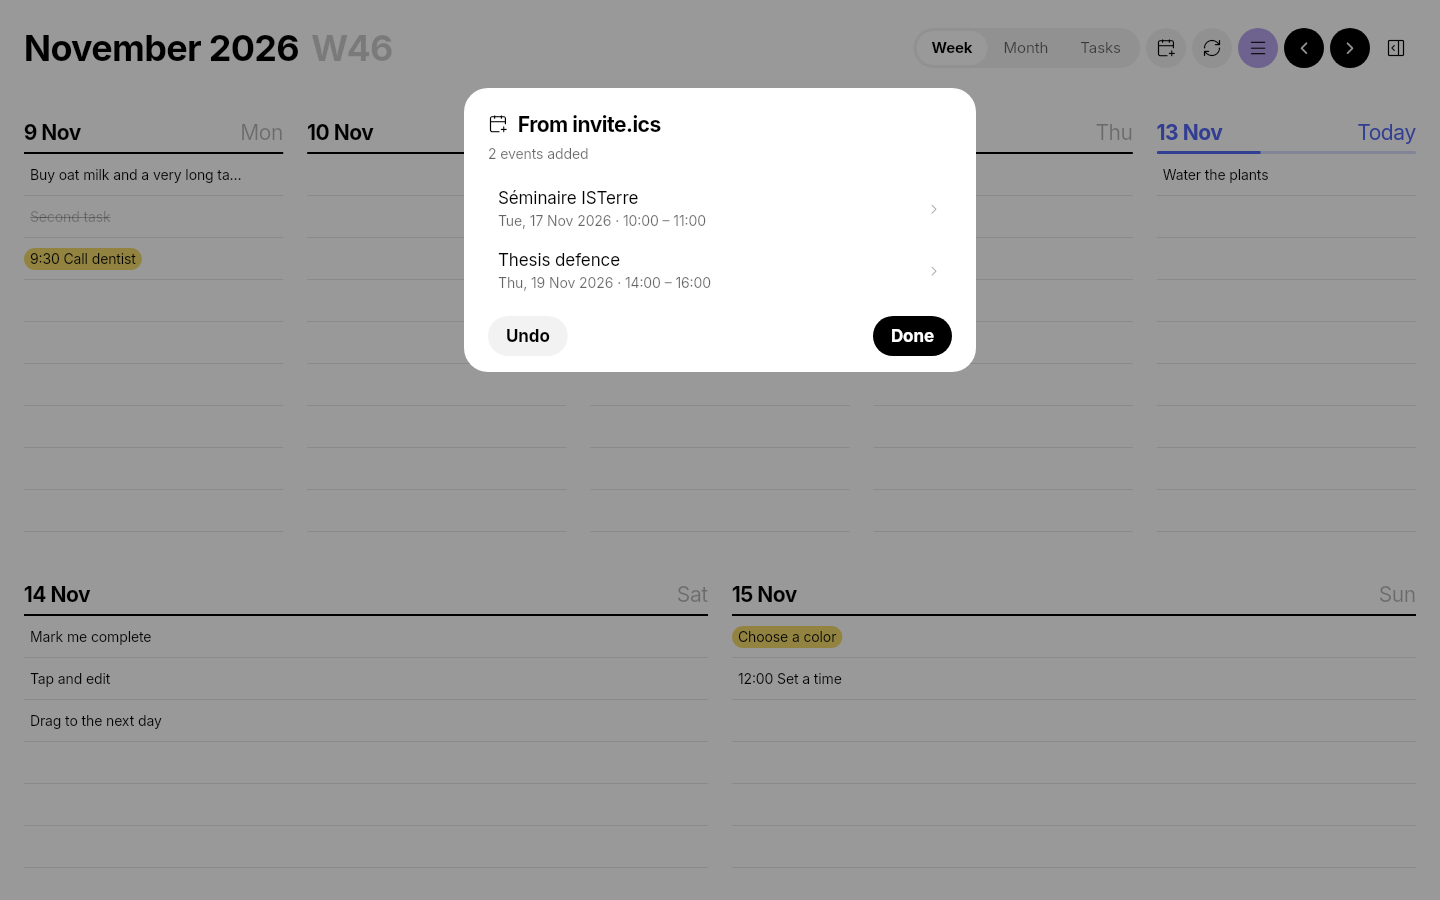 November 2026 W46
Week Month Tasks
9 Nov Mon
10 Nov
Thu
13 Nov Today
Buy oat milk and a very long ta...
Second task
9:30 Call dentist
Water the plants
From invite.ics
2 events added
Séminaire ISTerre
Tue, 17 Nov 2026 · 10:00 – 11:00
Thesis defence
Thu, 19 Nov 2026 · 14:00 – 16:00
Undo Done
14 Nov Sat
Mark me complete
Tap and edit
Drag to the next day
15 Nov Sun
Choose a color
12:00 Set a time